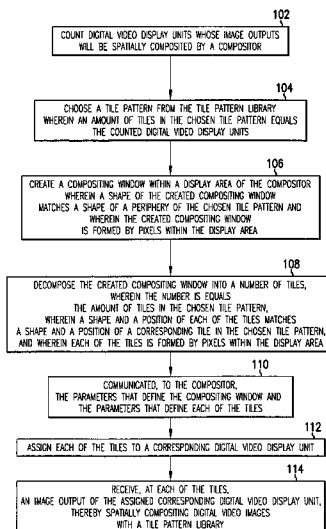 102
COUNT DIGITAL VIDEO DISPLAY UNITS WHOSE IMAGE OUTPUTS
WILL BE SPATIALLY COMPOSITED BY A COMPOSITOR
104
CHOOSE A TILE PATTERN FROM THE TILE PATTERN LIBRARY
WHEREIN AN AMOUNT OF TILES IN THE CHOSEN TILE PATTERN EQUALS
THE COUNTED DIGITAL VIDEO DISPLAY UNITS
106
CREATE A COMPOSITING WINDOW WITHIN A DISPLAY AREA OF THE COMPOSITOR
WHEREIN A SHAPE OF THE CREATED COMPOSITING WINDOW
MATCHES A SHAPE OF A PERIPHERY OF THE CHOSEN TILE PATTERN AND
WHEREIN THE CREATED COMPOSITING WINDOW
IS FORMED BY PIXELS WITHIN THE DISPLAY AREA
108
DECOMPOSE THE CREATED COMPOSITING WINDOW INTO A NUMBER OF TILES,
WHEREIN THE NUMBER IS EQUALS
THE AMOUNT OF TILES IN THE CHOSEN TILE PATTERN,
WHEREIN A SHAPE AND A POSITION OF EACH OF THE TILES MATCHES
A SHAPE AND A POSITION OF A CORRESPONDING TILE IN THE CHOSEN TILE PATTERN,
AND WHEREIN EACH OF THE TILES IS FORMED BY PIXELS WITHIN THE DISPLAY AREA
110
COMMUNICATED, TO THE COMPOSITOR,
THE PARAMETERS THAT DEFINE THE COMPOSITING WINDOW AND
THE PARAMETERS THAT DEFINE EACH OF THE TILES
112
ASSIGN EACH OF THE TILES TO A CORRESPONDING DIGITAL VIDEO DISPLAY UNIT
114
RECEIVE, AT EACH OF THE TILES,
AN IMAGE OUTPUT OF THE ASSIGNED CORRESPONDING DIGITAL VIDEO DISPLAY UNIT,
THEREBY SPATIALLY COMPOSITING DIGITAL VIDEO IMAGES
WITH A TILE PATTERN LIBRARY